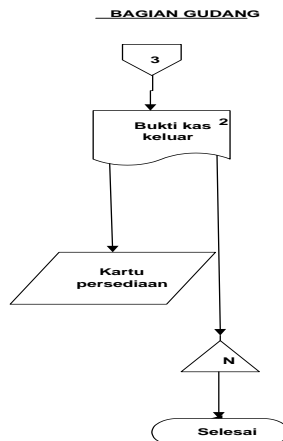 BAGIAN GUDANG
3
2
Bukti kas
keluar
Kartu
persediaan
N
Selesai